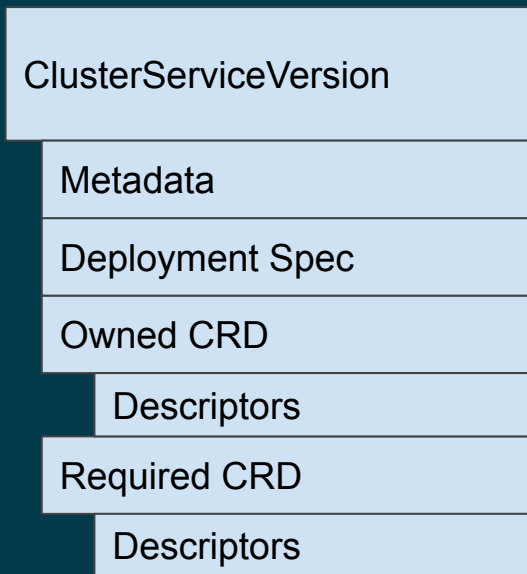 ClusterServiceVersion
Metadata
Deployment Spec
Owned CRD
Descriptors
Required CRD
Descriptors